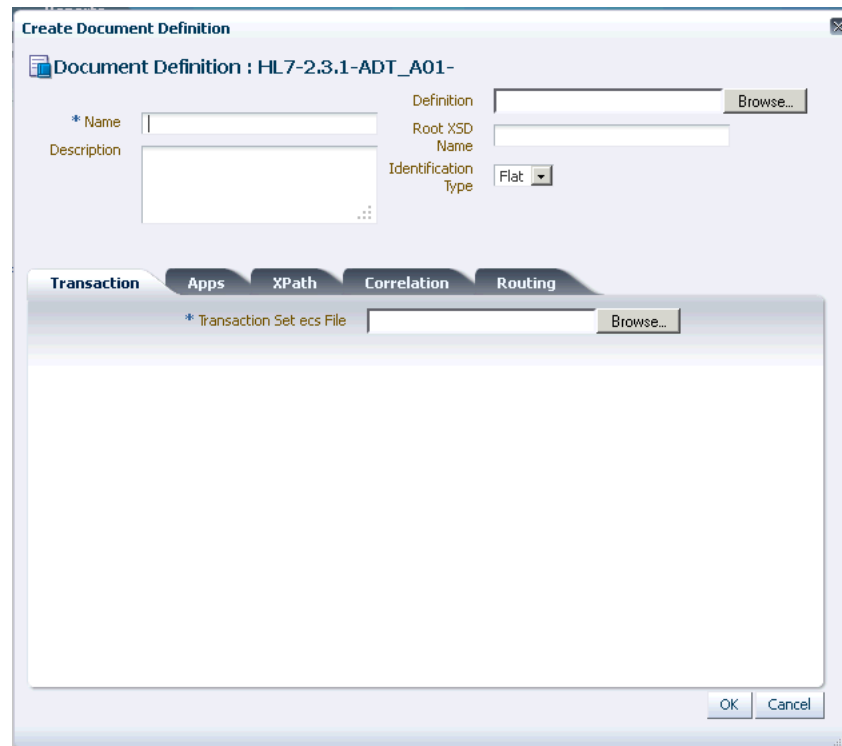 Create Document Definition
Document Definition : HL7-2.3.1-ADT_A01-
* Name
Description
Definition
Browse...
Root XSD
Name
Identification
Type
Flat
Transaction
Apps
XPath
Correlation
Routing
* Transaction Set ecs File
Browse...
OK
Cancel